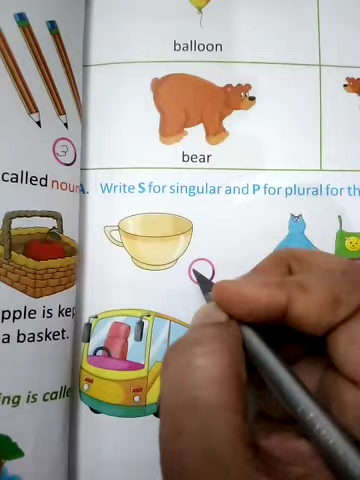 balloon
3
bear
called noun
A. Write S for singular and P for plural for th
pple is kep
a basket.
ing is calle